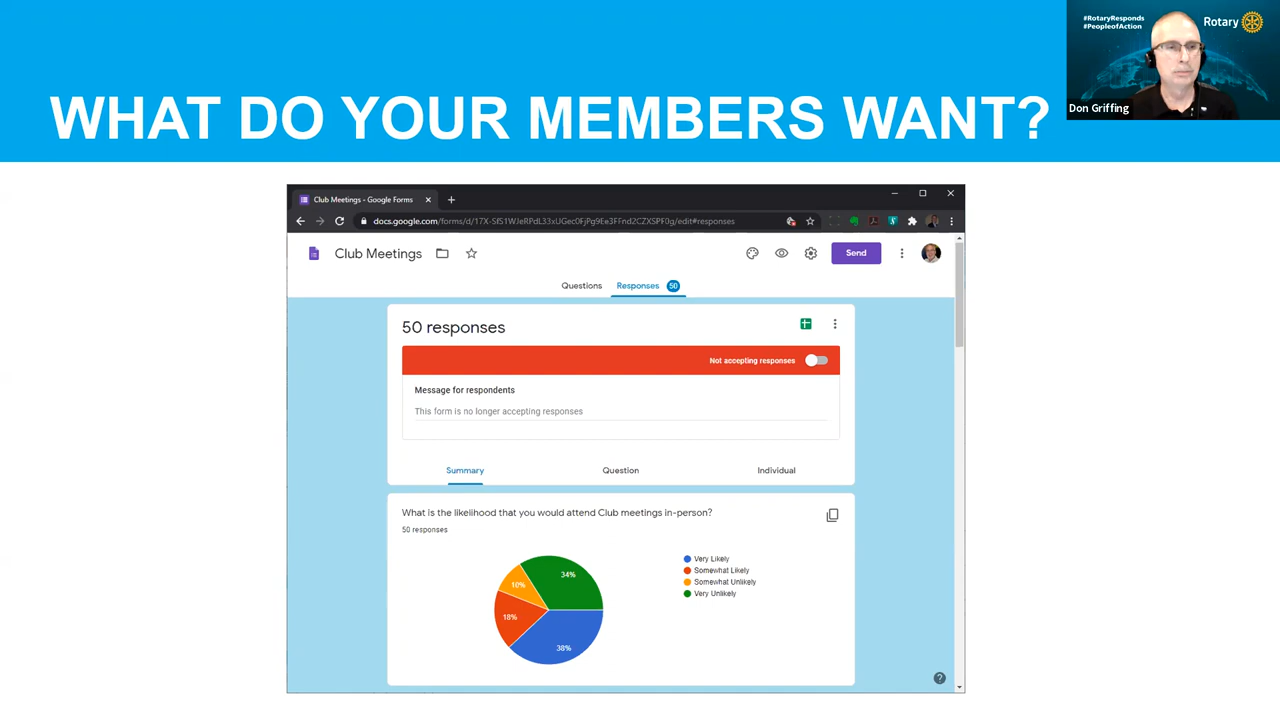 #RotaryResponds
#PeopleofAction
Rotary
Don Griffing
WHAT DO YOUR MEMBERS WANT?
Club Meetings - Google Forms
Club Meetings
Send
Questions
Responses 50
50 responses
Not accepting responses
Message for respondents
This form is no longer accepting responses
Summary
Question
Individual
What is the likelihood that you would attend Club meetings in-person?
50 responses
34%
10%
18%
38%
Very Likely
Somewhat Likely
Somewhat Unlikely
Very Unlikely